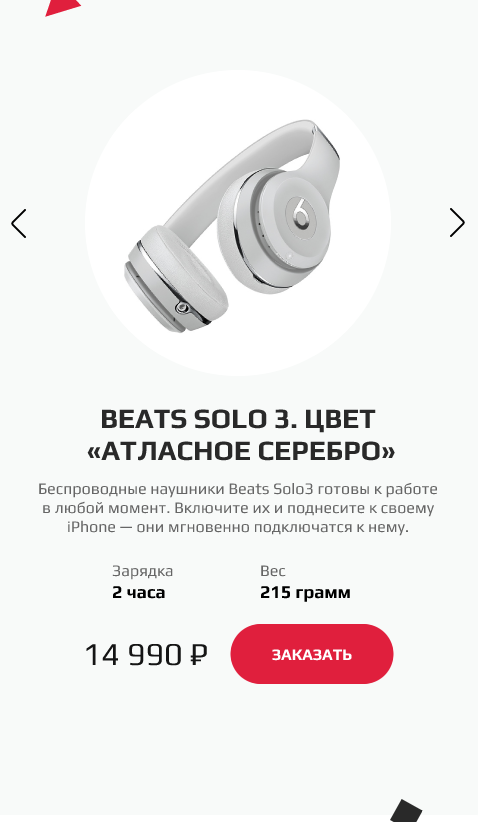 BEATS SOLO 3. ЦВЕТ
«АТЛАСНОЕ СЕРЕБРО»
Беспроводные наушники Beats Solo3 готовы к работе
в любой момент. Включите их и поднесите к своему
iPhone — они мгновенно подключатся к нему.
Зарядка
2 часа
Вес
215 грамм
14 990 ₽
ЗАКАЗАТЬ